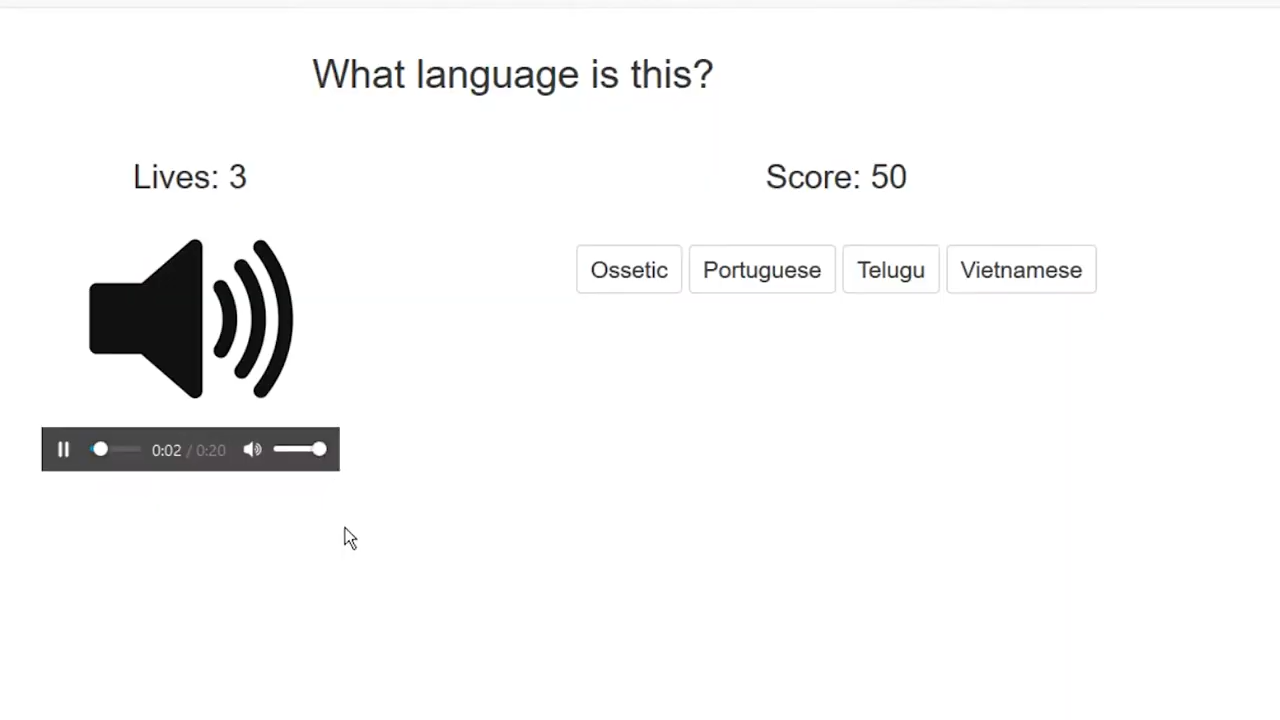 What language is this?
Lives: 3
Score: 50
Ossetic Portuguese Telugu Vietnamese
0:02 / 0:20